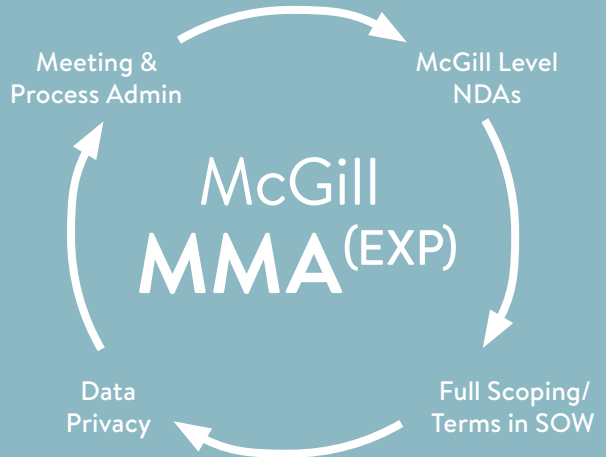 Meeting &
Process Admin
McGill Level
NDAs
McGill
MMA(EXP)
Data
Privacy
Full Scoping/
Terms in SOW